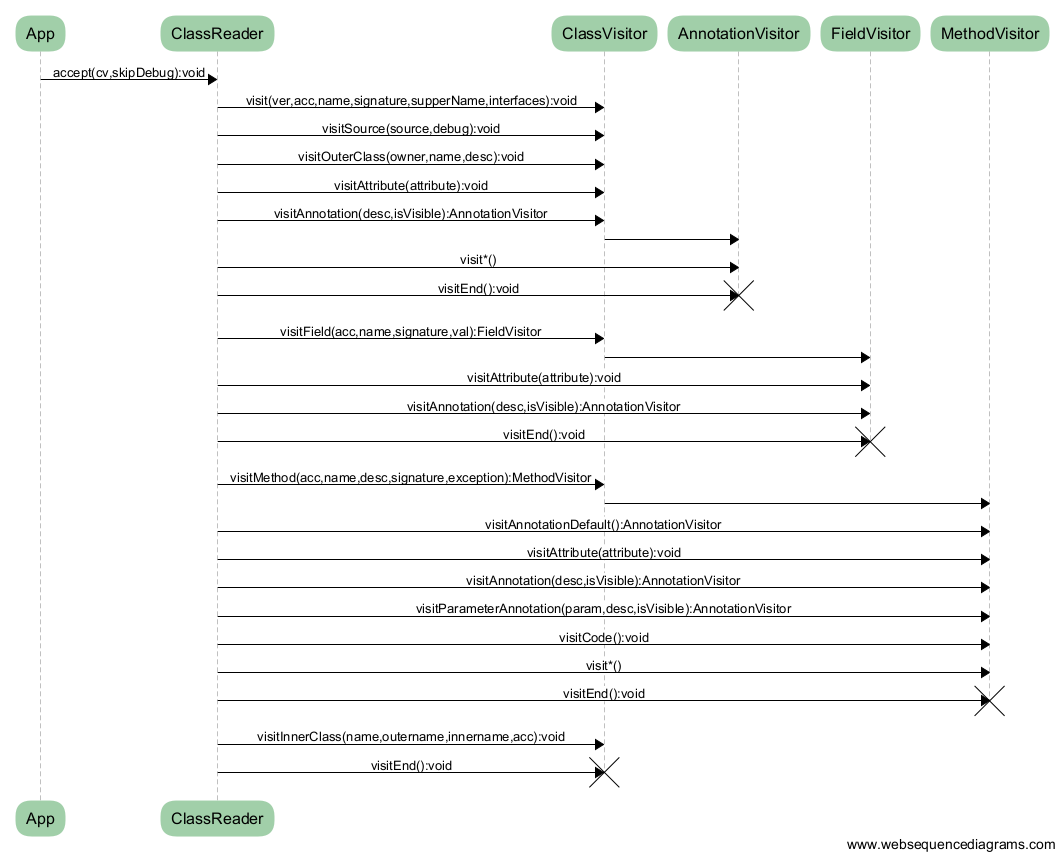 App ClassReader ClassVisitor AnnotationVisitor FieldVisitor MethodVisitor
accept(cv,skipDebug):void
visit(ver,acc,name,signature,supperName,interfaces):void
visitSource(source,debug):void
visitOuterClass(owner,name,desc):void
visitAttribute(attribute):void
visitAnnotation(desc,isVisible):AnnotationVisitor
visit*()
visitEnd():void
visitField(acc,name,signature,val):FieldVisitor
visitAttribute(attribute):void
visitAnnotation(desc,isVisible):AnnotationVisitor
visitEnd():void
visitMethod(acc,name,desc,signature,exception):MethodVisitor
visitAnnotationDefault():AnnotationVisitor
visitAttribute(attribute):void
visitAnnotation(desc,isVisible):AnnotationVisitor
visitParameterAnnotation(param,desc,isVisible):AnnotationVisitor
visitCode():void
visit*()
visitEnd():void
visitInnerClass(name,outername,innername,acc):void
visitEnd():void
App ClassReader
www.websequencediagrams.com